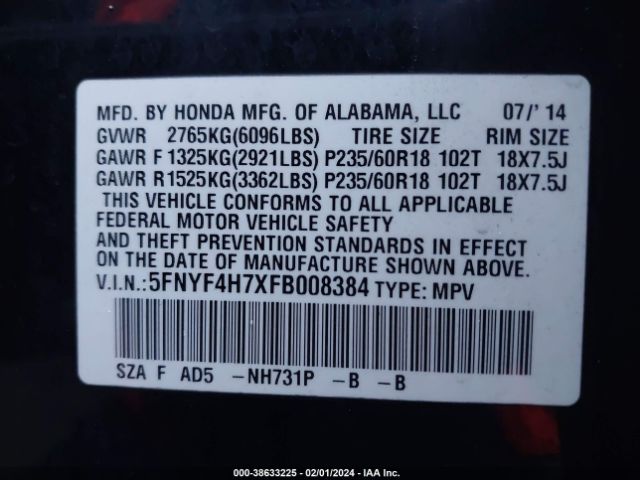 MFD. BY HONDA MFG. OF ALABAMA, LLC 07/' 14
GVWR 2765KG(6096LBS) TIRE SIZE RIM SIZE
GAWR F 1325KG(2921LBS) P235/60R18 102T 18X7.5J
GAWR R1525KG(3362LBS) P235/60R18 102T 18X7.5J
THIS VEHICLE CONFORMS TO ALL APPLICABLE
FEDERAL MOTOR VEHICLE SAFETY
AND THEFT PREVENTION STANDARDS IN EFFECT
ON THE DATE OF MANUFACTURE SHOWN ABOVE.
V.I.N.:5FNYF4H7XFB008384 TYPE: MPV
SZA F AD5 -NH731P -B -B
000-38633225 - 02/01/2024 - IAAI.com